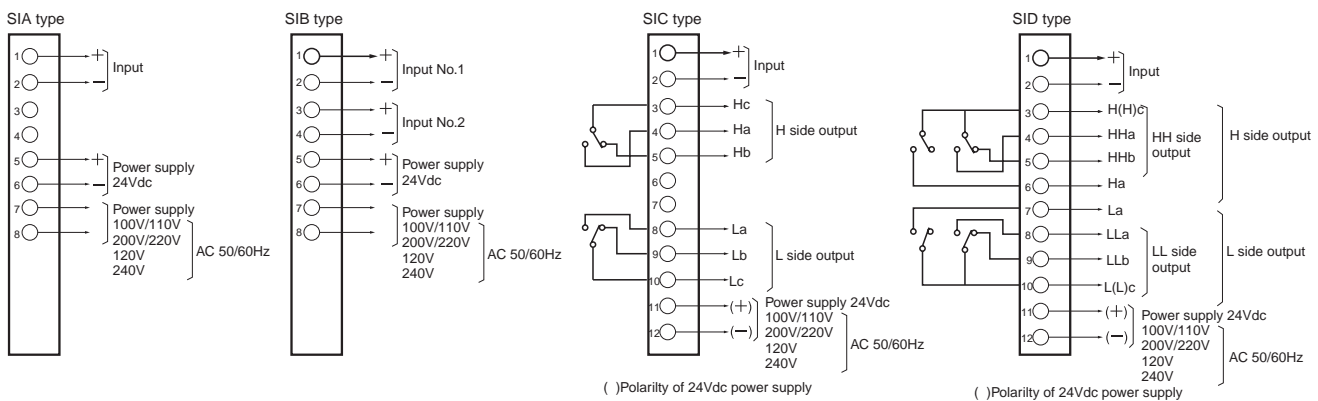 SIA type
1 +
2 − Input
3
4
5 + Power supply
6 − 24Vdc
7 Power supply
100V/110V
8 200V/220V AC 50/60Hz
120V
240V
SIB type
1 +
Input No.1
2 −
3 +
Input No.2
4 −
5 + Power supply
6 − 24Vdc
7 Power supply
100V/110V
8 200V/220V AC 50/60Hz
120V
240V
SIC type
1 +
Input
2 −
3 Hc
4 Ha H side output
5 Hb
6
7
8 La
9 Lb L side output
10 Lc
11 (+) Power supply 24Vdc
100V/110V
12 (−) 200V/220V AC 50/60Hz
120V
240V
( )Polarilty of 24Vdc power supply
SID type
1 +
Input
2 −
3 H(H)c
4 HHa HH side output H side output
5 HHb
6 Ha
7 La
8 LLa
9 LLb LL side output L side output
10 L(L)c
11 (+) Power supply 24Vdc
100V/110V
12 (−) 200V/220V AC 50/60Hz
120V
240V
( )Polarilty of 24Vdc power supply